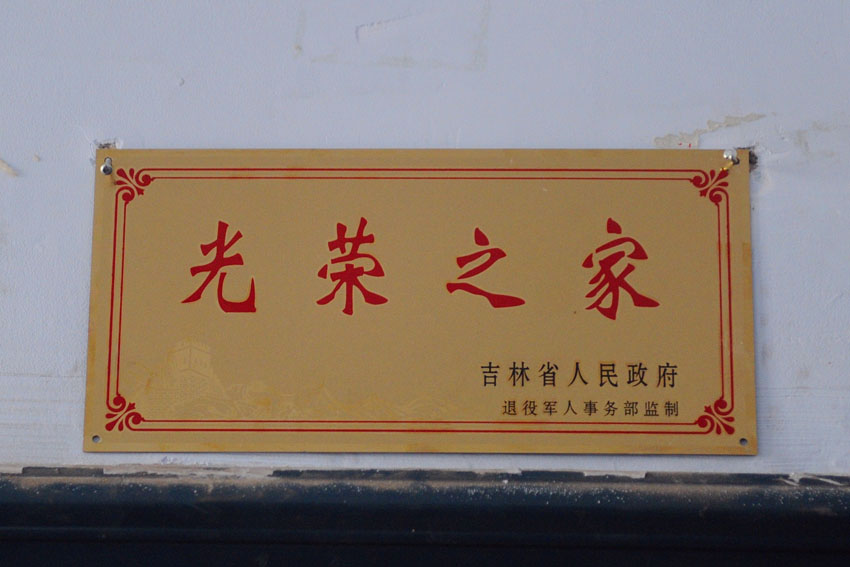 光荣之家
吉林省人民政府
退役军人事务部监制